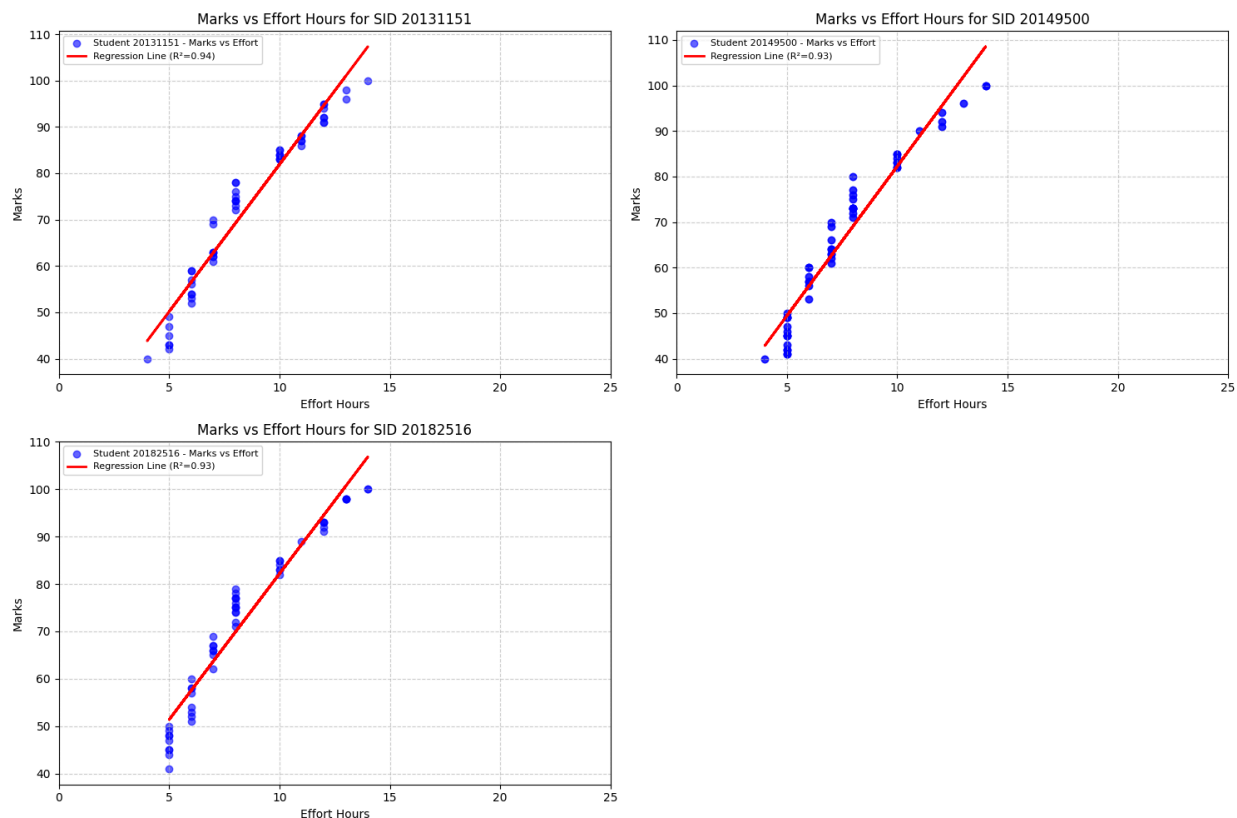 Marks vs Effort Hours for SID 20131151
Student 20131151 - Marks vs Effort
Regression Line (R²=0.94)
110
100
90
80
70
60
50
40
Marks
0 5 10 15 20 25
Effort Hours
Marks vs Effort Hours for SID 20149500
Student 20149500 - Marks vs Effort
Regression Line (R²=0.93)
110
100
90
80
70
60
50
40
Marks
0 5 10 15 20 25
Effort Hours
Marks vs Effort Hours for SID 20182516
Student 20182516 - Marks vs Effort
Regression Line (R²=0.93)
110
100
90
80
70
60
50
40
Marks
0 5 10 15 20 25
Effort Hours